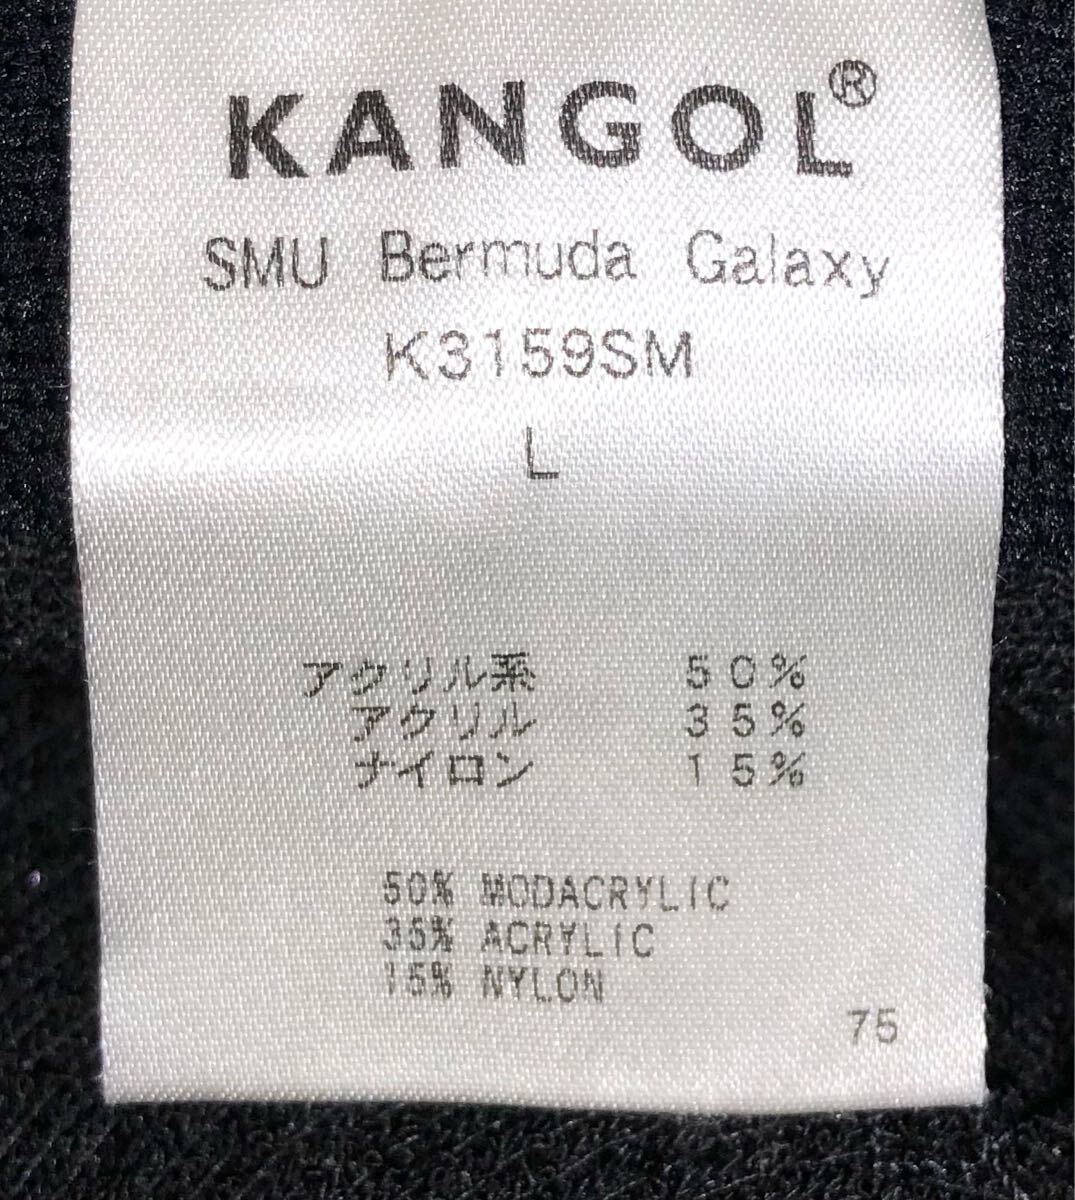 KANGOL®
SMU Bermuda Galaxy
K3159SM
L
アクリル系 50%
アクリル 35%
ナイロン 15%
50% MODACRYLIC
35% ACRYLIC
15% NYLON
75